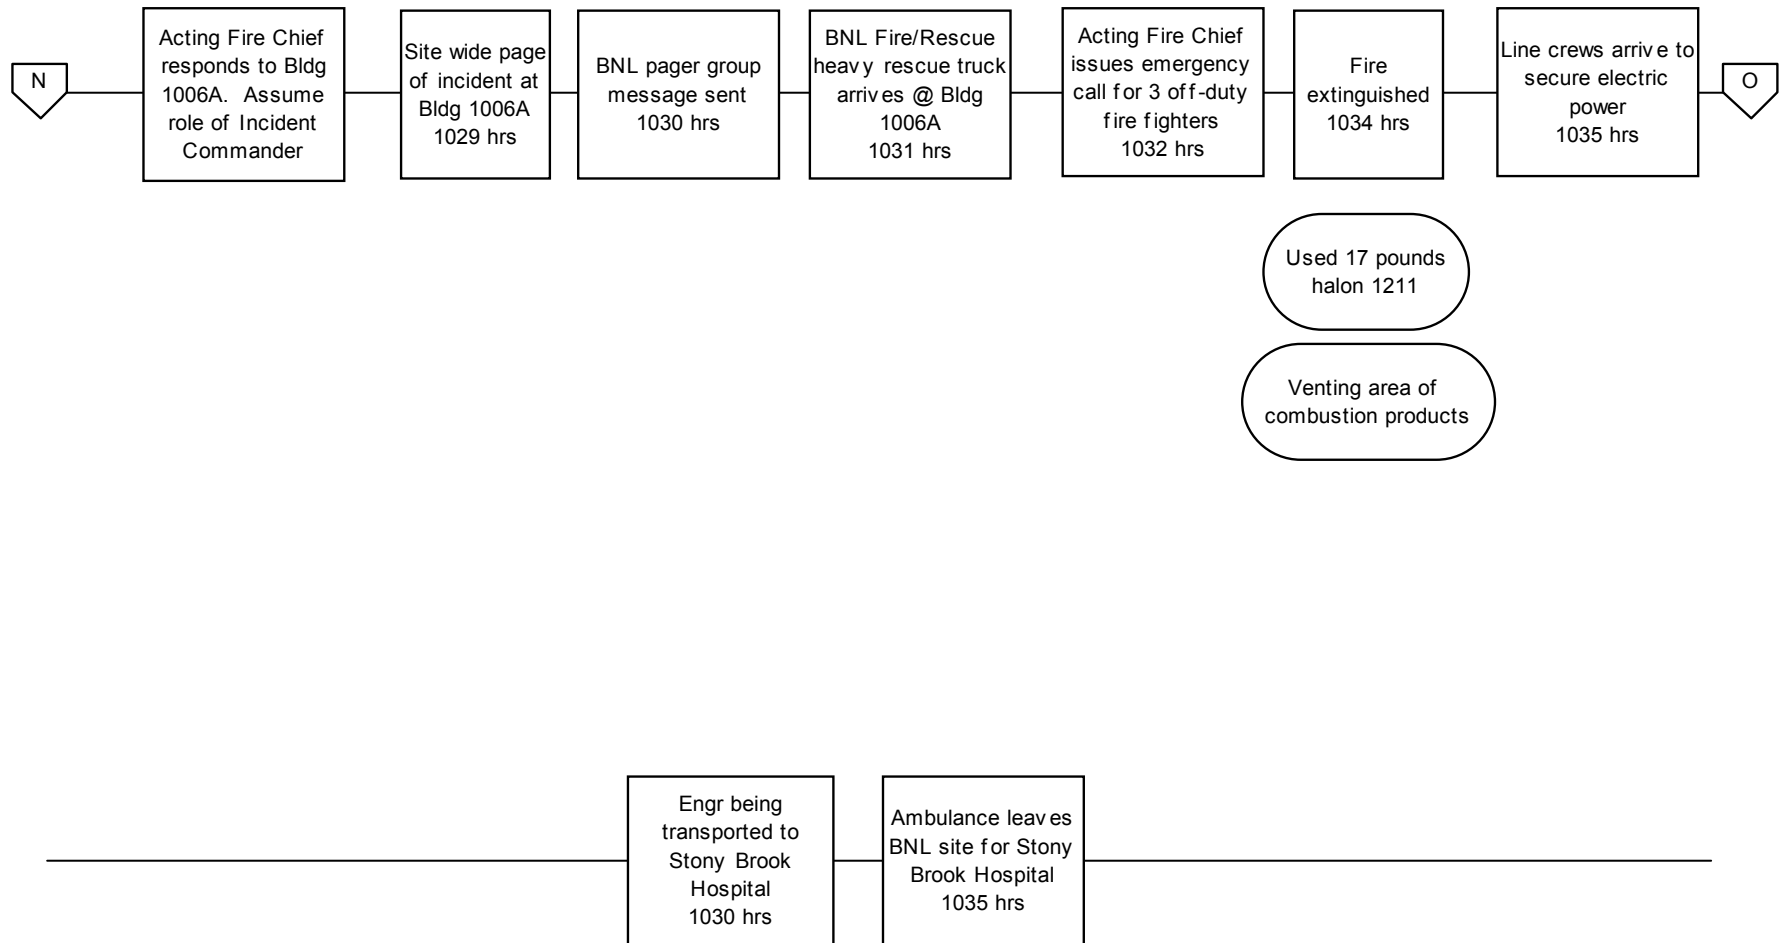 N
Acting Fire Chief
responds to Bldg
1006A. Assume
role of Incident
Commander
Site wide page
of incident at
Bldg 1006A
1029 hrs
BNL pager group
message sent
1030 hrs
BNL Fire/Rescue
heavy rescue truck
arrives @ Bldg
1006A
1031 hrs
Acting Fire Chief
issues emergency
call for 3 off-duty
fire fighters
1032 hrs
Fire
extinguished
1034 hrs
Line crews arrive to
secure electric
power
1035 hrs
O
Used 17 pounds
halon 1211
Venting area of
combustion products
Engr being
transported to
Stony Brook
Hospital
1030 hrs
Ambulance leaves
BNL site for Stony
Brook Hospital
1035 hrs